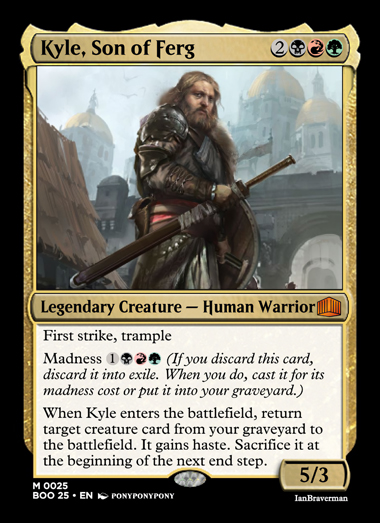 Kyle, Son of Ferg 2
Legendary Creature — Human Warrior
First strike, trample
Madness 1 (If you discard this card,
discard it into exile. When you do, cast it for its
madness cost or put it into your graveyard.)
When Kyle enters the battlefield, return
target creature card from your graveyard to
the battlefield. It gains haste. Sacrifice it at
the beginning of the next end step.
5/3
M 0025
BOO 25 • EN PONYPONYPONY
IanBraverman